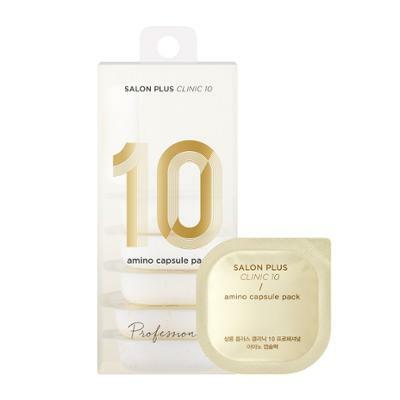 SALON PLUS CLINIC 10
10
amino capsule pa
Profession
SALON PLUS
CLINIC 10
/
amino capsule pack
살롱 플러스 클리닉 10 프로페셔널
아미노 캡슐팩